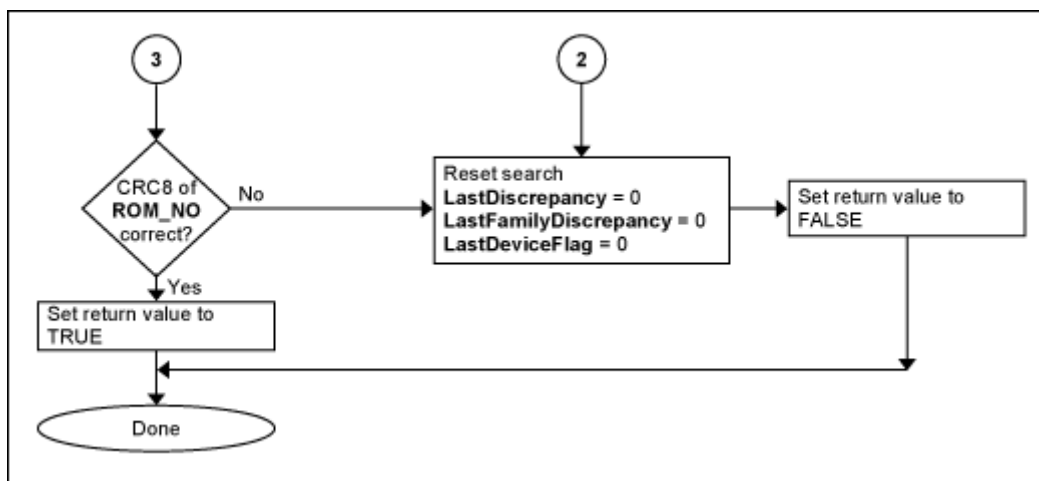 3
2
CRC8 of
ROM_NO
correct?
No
Reset search
LastDiscrepancy = 0
LastFamilyDiscrepancy = 0
LastDeviceFlag = 0
Set return value to
FALSE
Yes
Set return value to
TRUE
Done